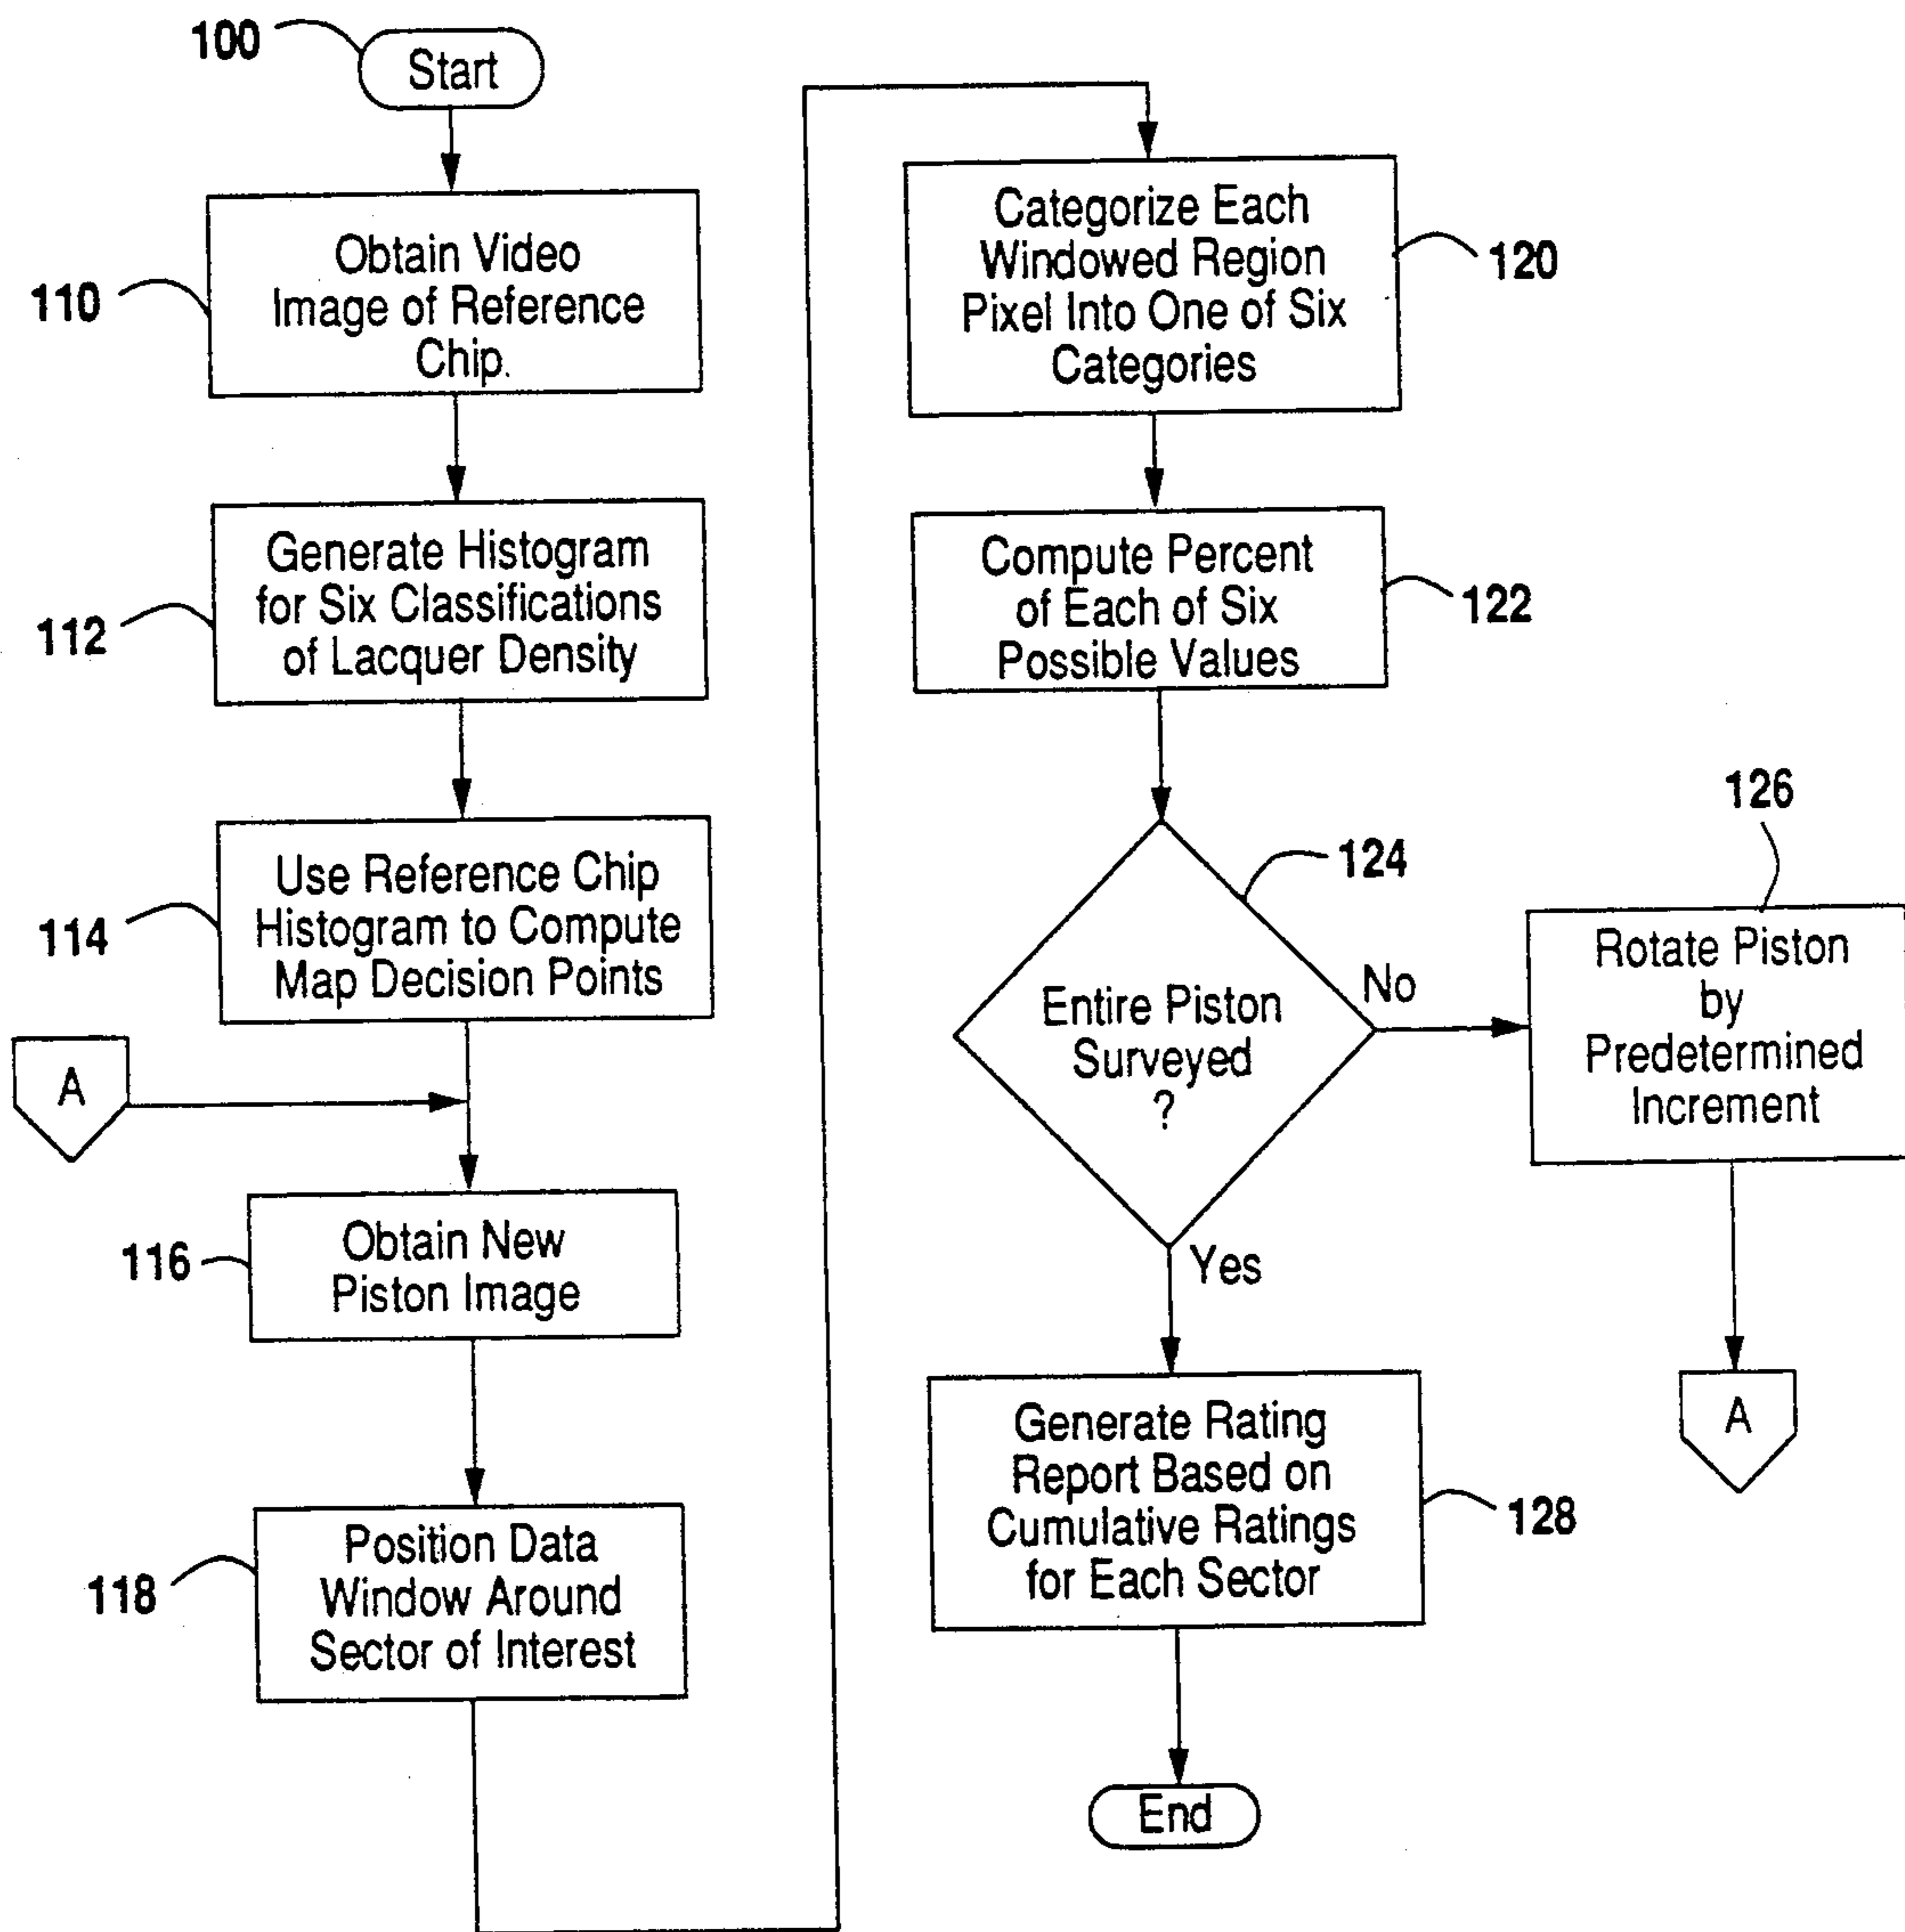 100
Start
110
Obtain Video
Image of Reference
Chip.
112
Generate Histogram
for Six Classifications
of Lacquer Density
114
Use Reference Chip
Histogram to Compute
Map Decision Points
A
116
Obtain New
Piston Image
118
Position Data
Window Around
Sector of Interest
Categorize Each
Windowed Region
Pixel Into One of Six
Categories
120
Compute Percent
of Each of Six
Possible Values
122
124
Entire Piston
Surveyed
?
No
126
Rotate Piston
by
Predetermined
Increment
A
Yes
Generate Rating
Report Based on
Cumulative Ratings
for Each Sector
128
End